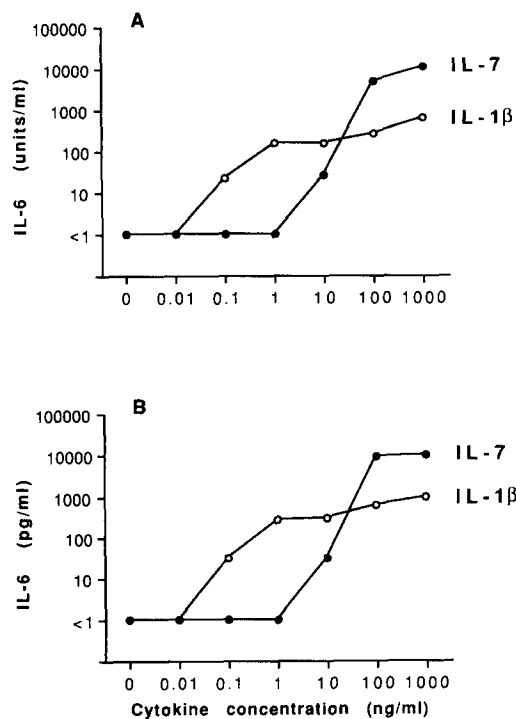 A
100000
10000
1000
100
10
<1
IL-6 (units/ml)
IL-7
IL-1β
0 0.01 0.1 1 10 100 1000
B
100000
10000
1000
100
10
<1
IL-6 (pg/ml)
IL-7
IL-1β
0 0.01 0.1 1 10 100 1000
Cytokine concentration (ng/ml)